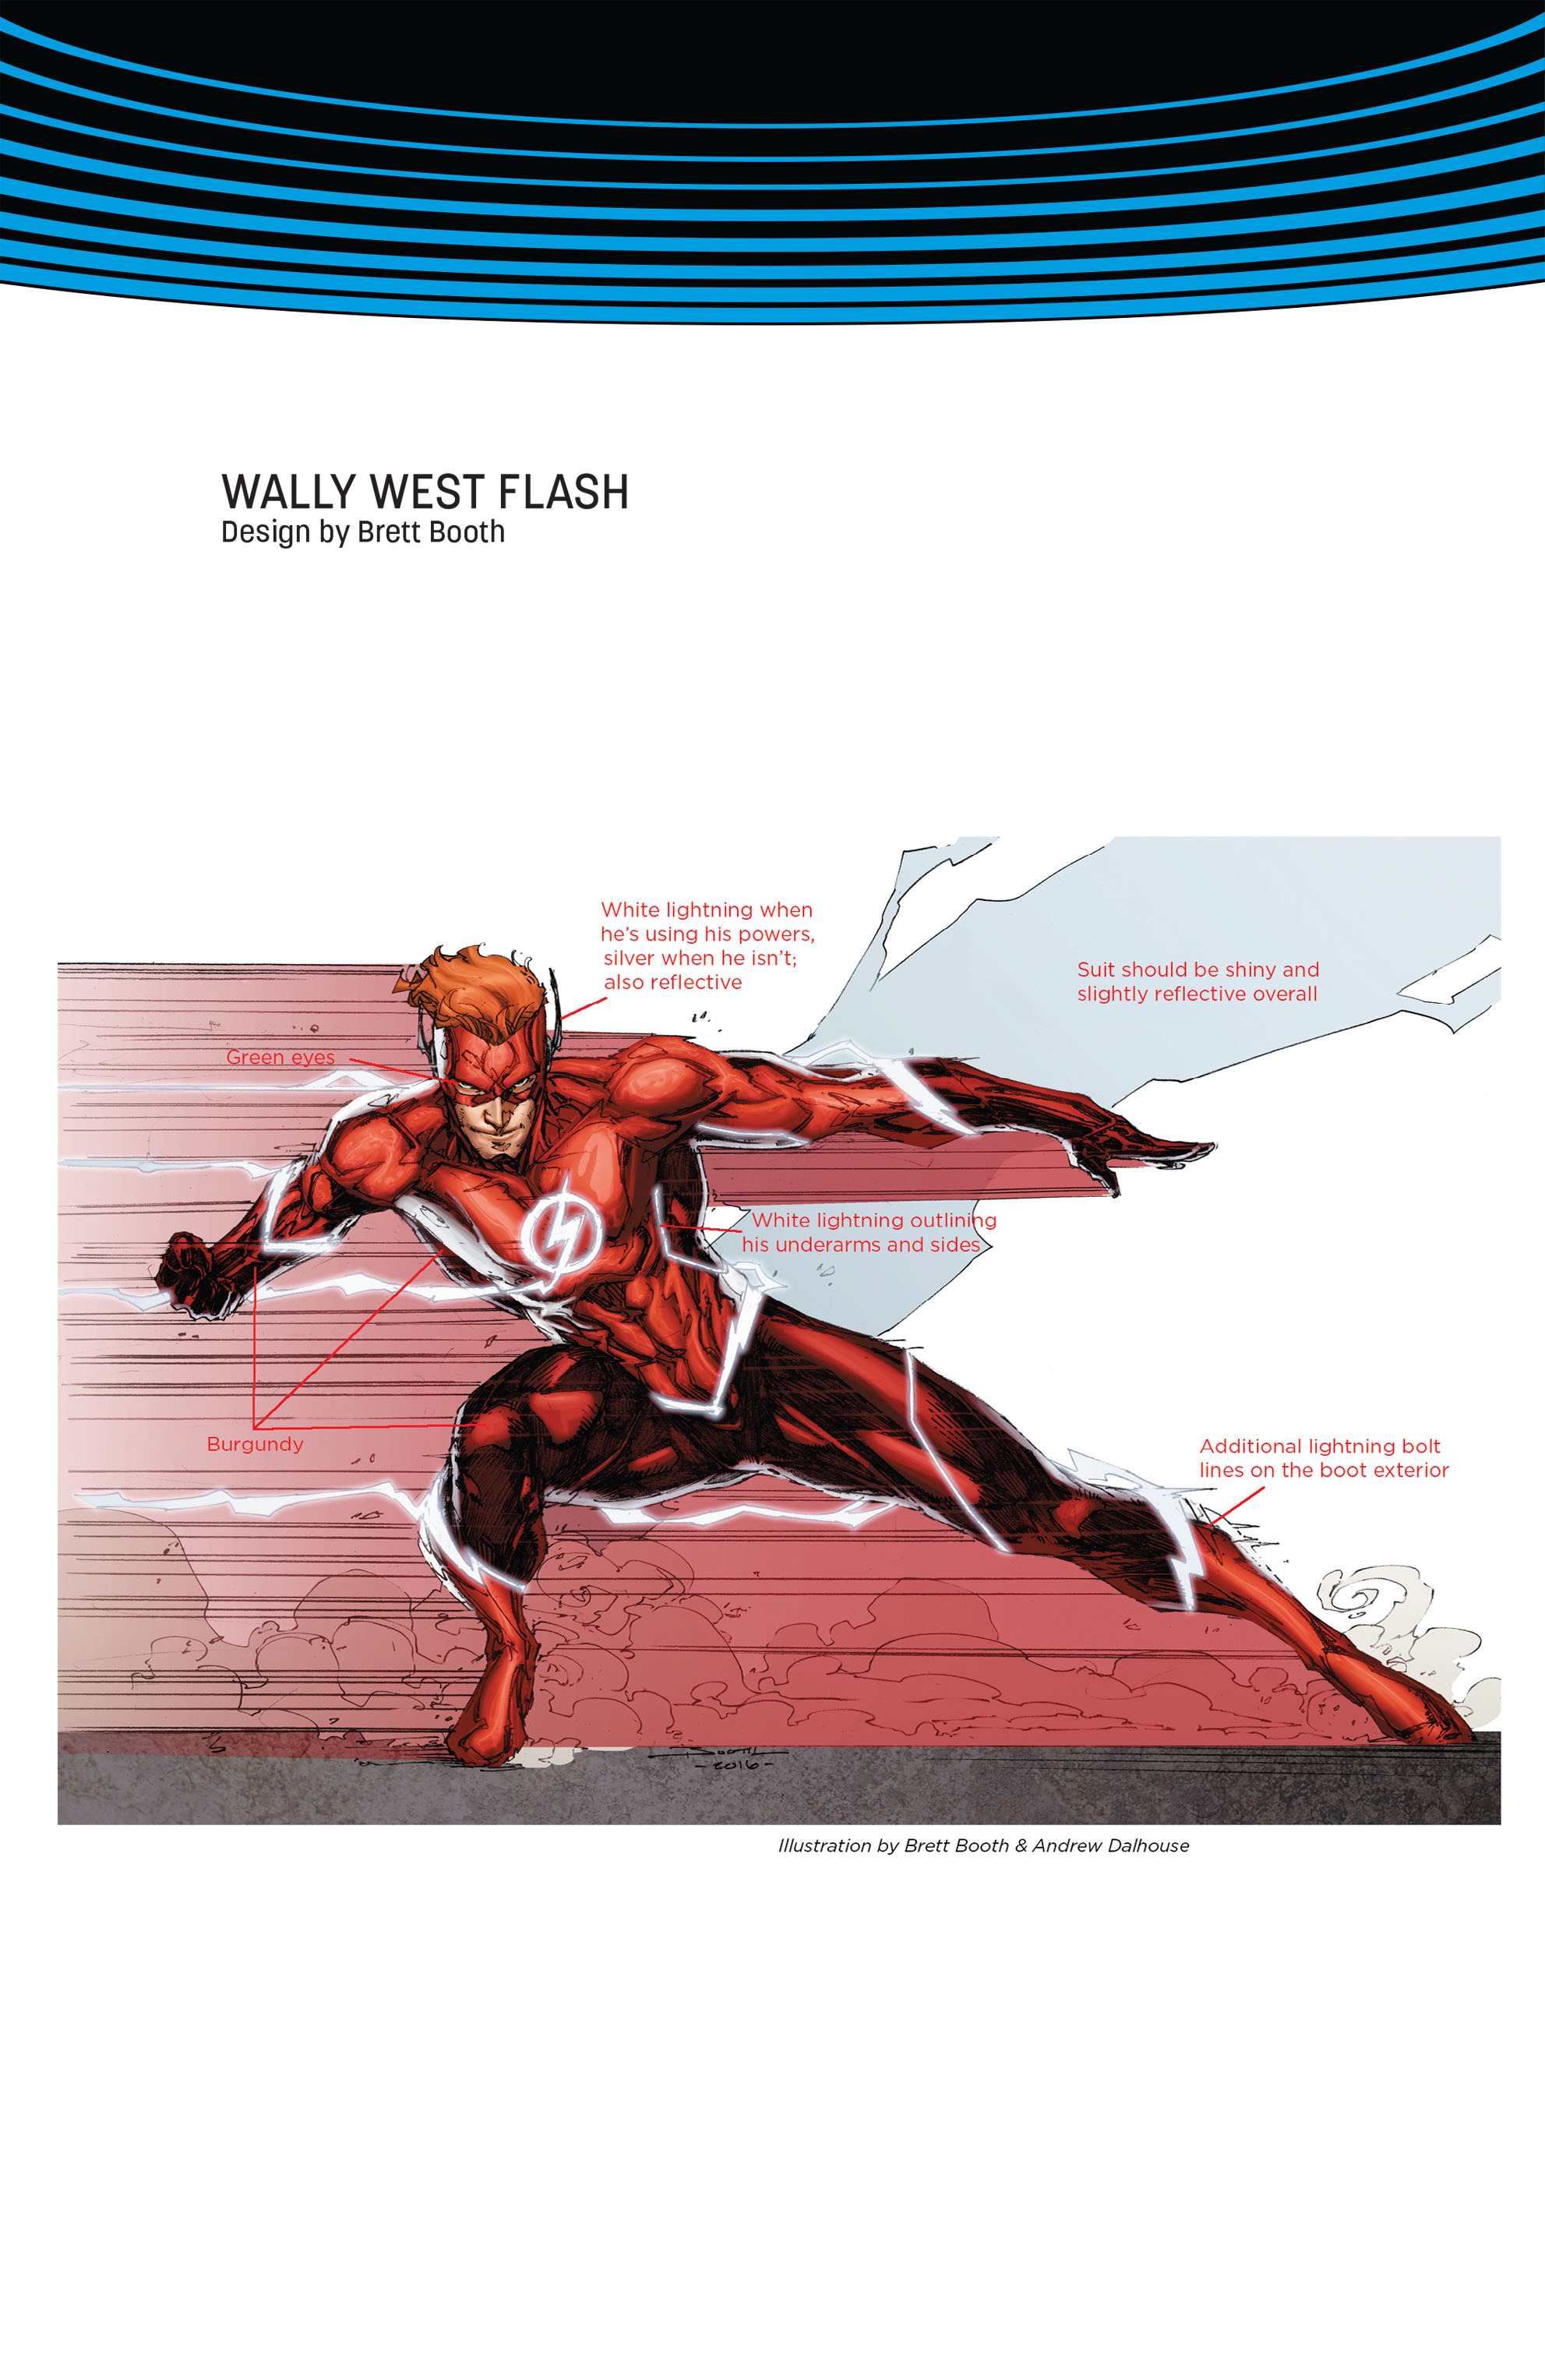 WALLY WEST FLASH
Design by Brett Booth
White lightning when
he's using his powers,
silver when he isn't;
also reflective
Suit should be shiny and
slightly reflective overall
Green eyes
White lightning outlining
his underarms and sides
Burgundy
Additional lightning bolt
lines on the boot exterior
Booth
-2016-
Illustration by Brett Booth & Andrew Dalhouse